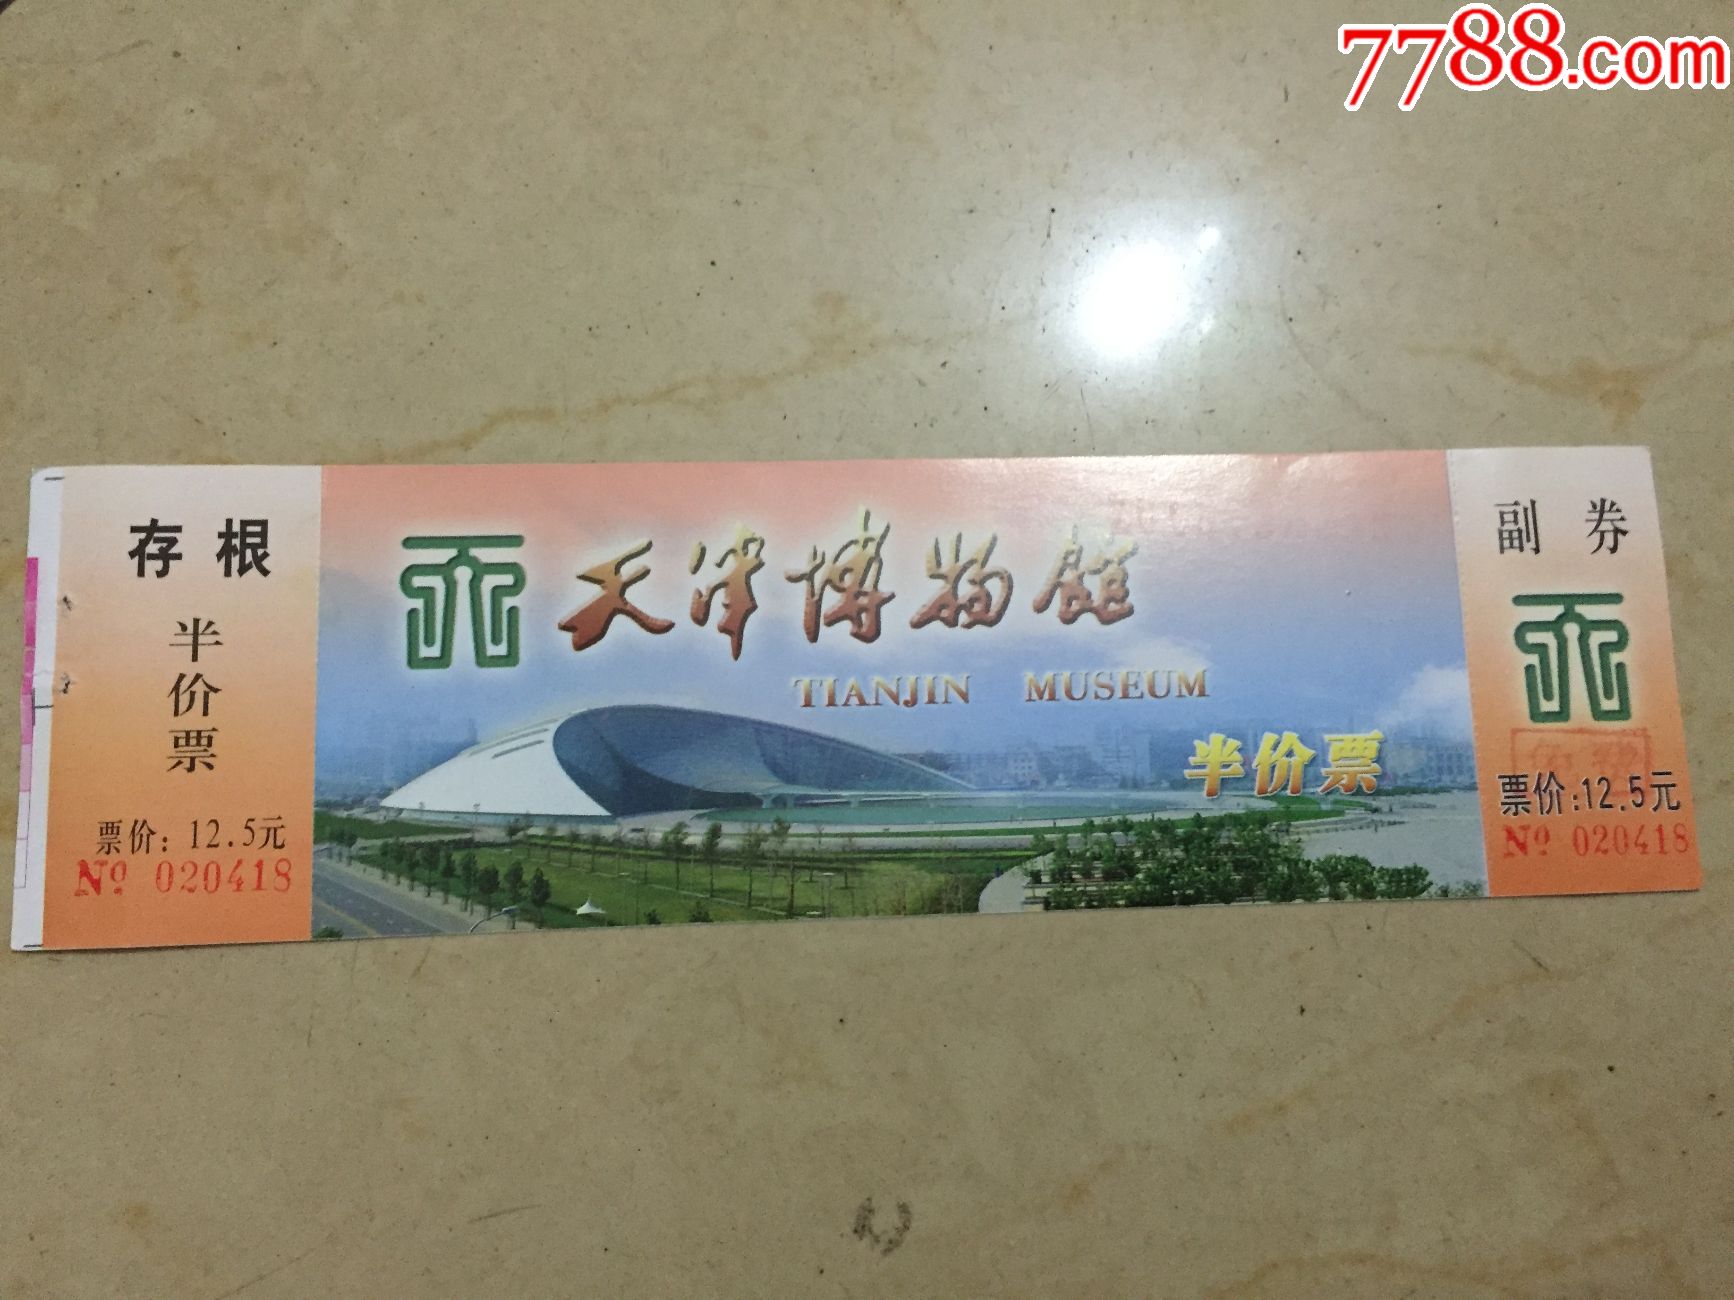 7788.com
存根
半价票
票价：12.5元
Nº 020418
天津博物馆
TIANJIN MUSEUM
半价票
副券
票价:12.5元
Nº 020418